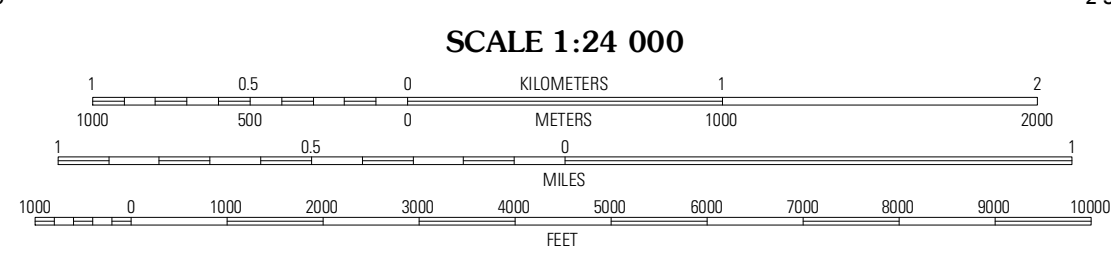 SCALE 1:24 000
1 0.5 0 KILOMETERS 1 2
1000 500 0 METERS 1000 2000
1 0.5 0 1
MILES
1000 0 1000 2000 3000 4000 5000 6000 7000 8000 9000 10000
FEET